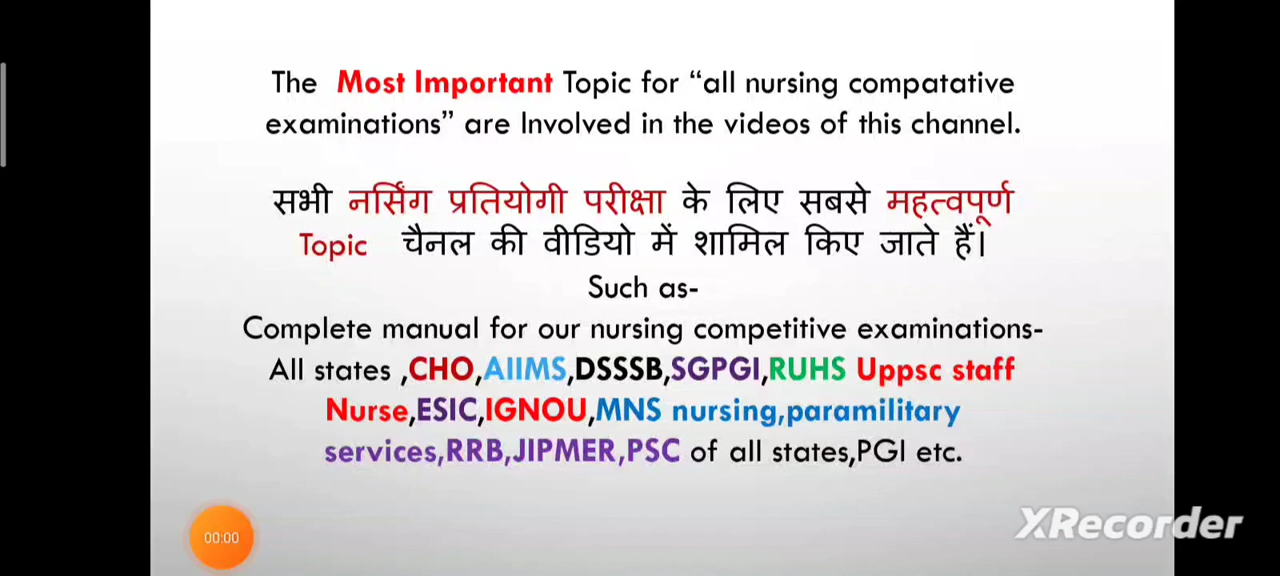 The Most Important Topic for “all nursing compatative
examinations” are Involved in the videos of this channel.
सभी नर्सिंग प्रतियोगी परीक्षा के लिए सबसे महत्वपूर्ण
Topic चैनल की वीडियो में शामिल किए जाते हैं।
Such as-
Complete manual for our nursing competitive examinations-
All states ,CHO,AIIMS,DSSSB,SGPGI,RUHS Uppsc staff
Nurse,ESIC,IGNOU,MNS nursing,paramilitary
services,RRB,JIPMER,PSC of all states,PGI etc.
00:00
XRecorder